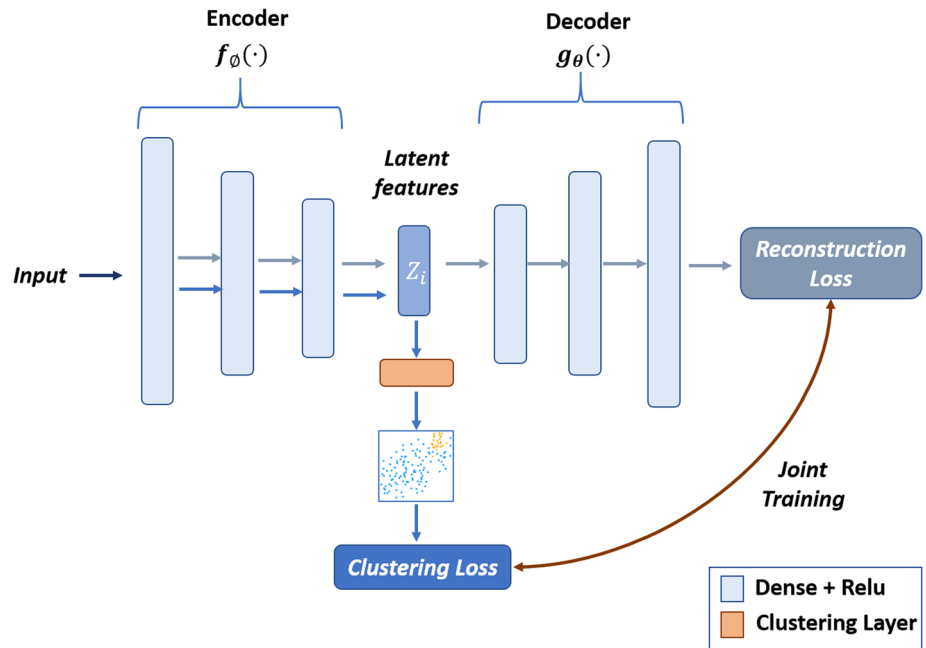 Encoder
f∅(·)
Decoder
gθ(·)
Latent
features
Input
Zi
Reconstruction
Loss
Joint
Training
Clustering Loss
Dense + Relu
Clustering Layer